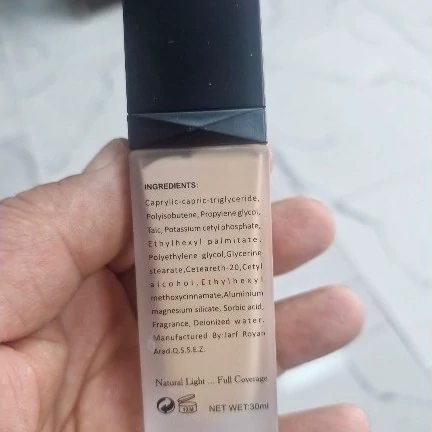 INGREDIENTS:
Caprylic-capric-triglyceride,
Polyisobutene, Propylene glycol,
Talc, Potassium cetyl phosphate,
Ethylhexyl palmitate,
Polyethylene glycol, Glycerine
stearate, Ceteareth-20, Cetyl
alcohol, Ethylhexyl
methoxycinnamate, Aluminium
magnesium silicate, Sorbic acid,
Fragrance, Deionized water.
Manufactured By: Jarf Royan
Arad.Q.S.S.E.Z.
Natural Light ... Full Coverage
NET WET:30ml